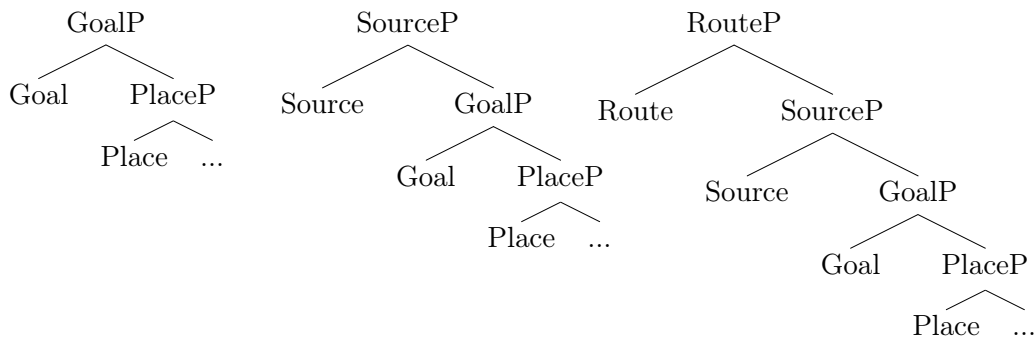 GoalP SourceP RouteP
Goal PlaceP Source GoalP Route SourceP
Place ... Goal PlaceP Source GoalP
Place ... Goal PlaceP
Place ...